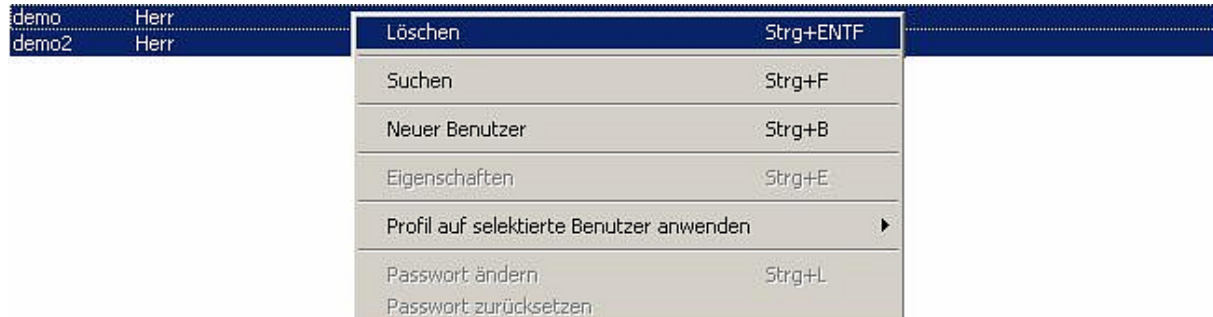 demo Herr
demo2 Herr
Löschen Strg+ENTF
Suchen Strg+F
Neuer Benutzer Strg+B
Eigenschaften Strg+E
Profil auf selektierte Benutzer anwenden
Passwort ändern Strg+L
Passwort zurücksetzen